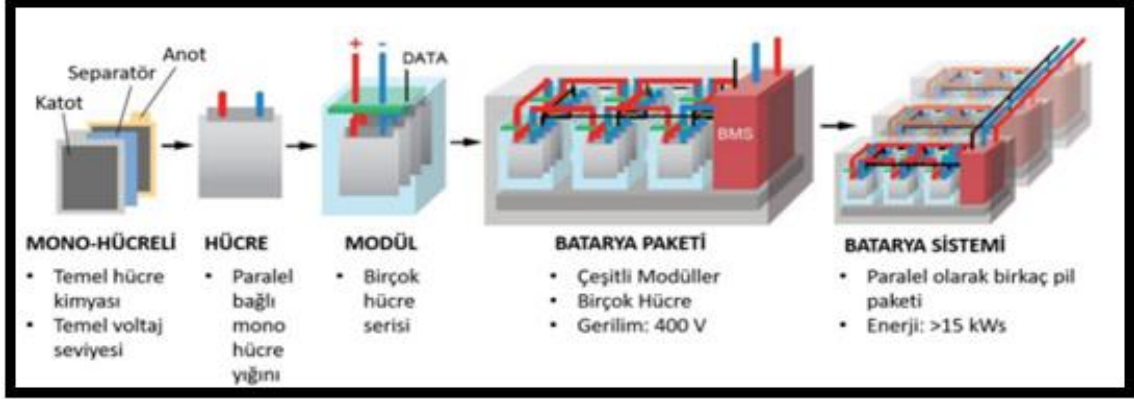 Anot
Separatör
Katot
+ -
DATA
BMS
MONO-HÜCRELİ
• Temel hücre
kimyası
• Temel voltaj
seviyesi
HÜCRE
• Paralel
bağlı
mono
hücre
yığını
MODÜL
• Birçok
hücre
serisi
BATARYA PAKETİ
• Çeşitli Modüller
• Birçok Hücre
• Gerilim: 400 V
BATARYA SİSTEMİ
• Paralel olarak birkaç pil
paketi
• Enerji: >15 kWs